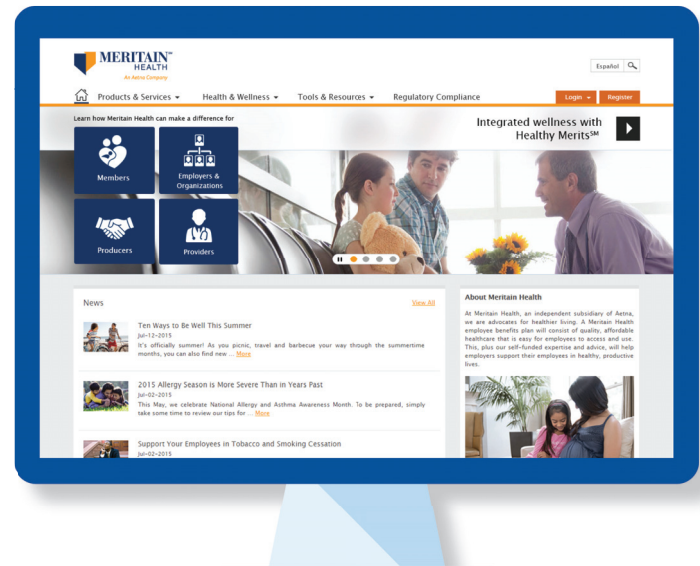 MERITAIN™
HEALTH
An Aetna Company
Español
Products & Services
Health & Wellness
Tools & Resources
Regulatory Compliance
Login
Register
Learn how Meritain Health can make a difference for
Integrated wellness with
Healthy Merits℠
Members
Employers &
Organizations
Producers
Providers
News
View All
Ten Ways to Be Well This Summer
Jul-12-2015
It's officially summer! As you picnic, travel and barbecue your way through the summertime
months, you can also find new ... More
2015 Allergy Season is More Severe Than in Years Past
Jul-02-2015
This May, we celebrate National Allergy and Asthma Awareness Month. To be prepared, simply
take some time to review our tips for ... More
Support Your Employees in Tobacco and Smoking Cessation
Jul-02-2015
About Meritain Health
At Meritain Health, an independent subsidiary of Aetna,
we are advocates for healthier living. A Meritain Health
employee benefits plan will consist of quality, affordable
healthcare that is easy for employees to access and use.
This, plus our self-funded expertise and advice, will help
employers support their employees in healthy, productive
lives.